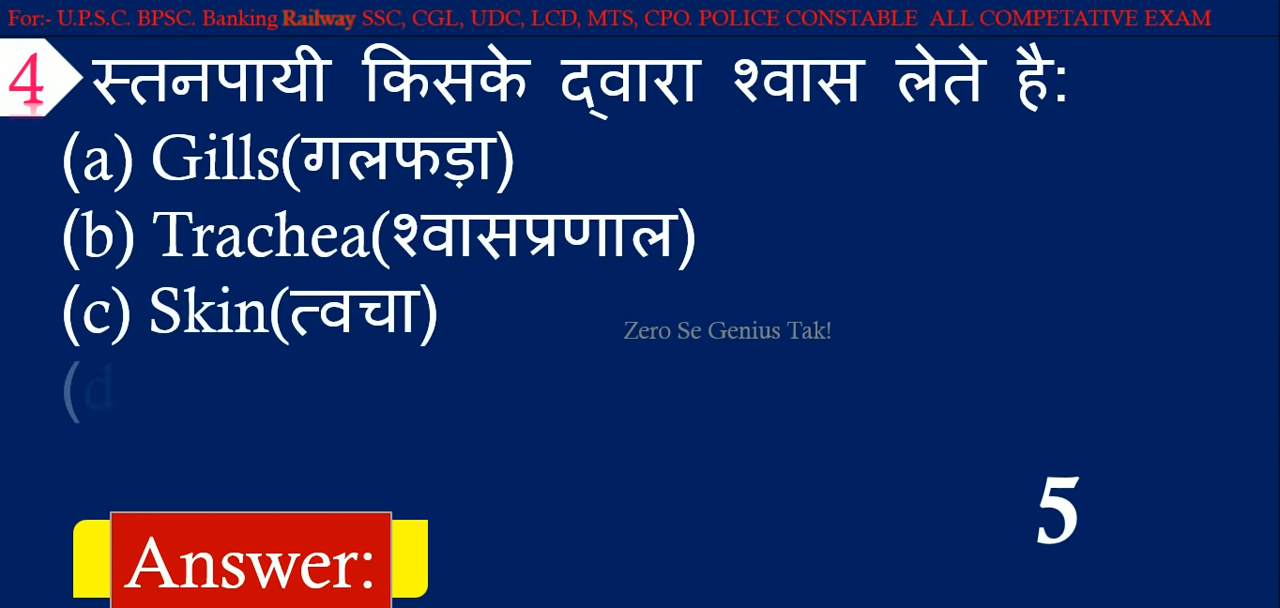 For:- U.P.S.C. BPSC. Banking Railway SSC, CGL, UDC, LCD, MTS, CPO. POLICE CONSTABLE ALL COMPETATIVE EXAM
4 स्तनपायी किसके द्वारा श्वास लेते है:
(a) Gills(गलफड़ा)
(b) Trachea(श्वासप्रणाल)
(c) Skin(त्वचा)
Zero Se Genius Tak!
(d
5
Answer: